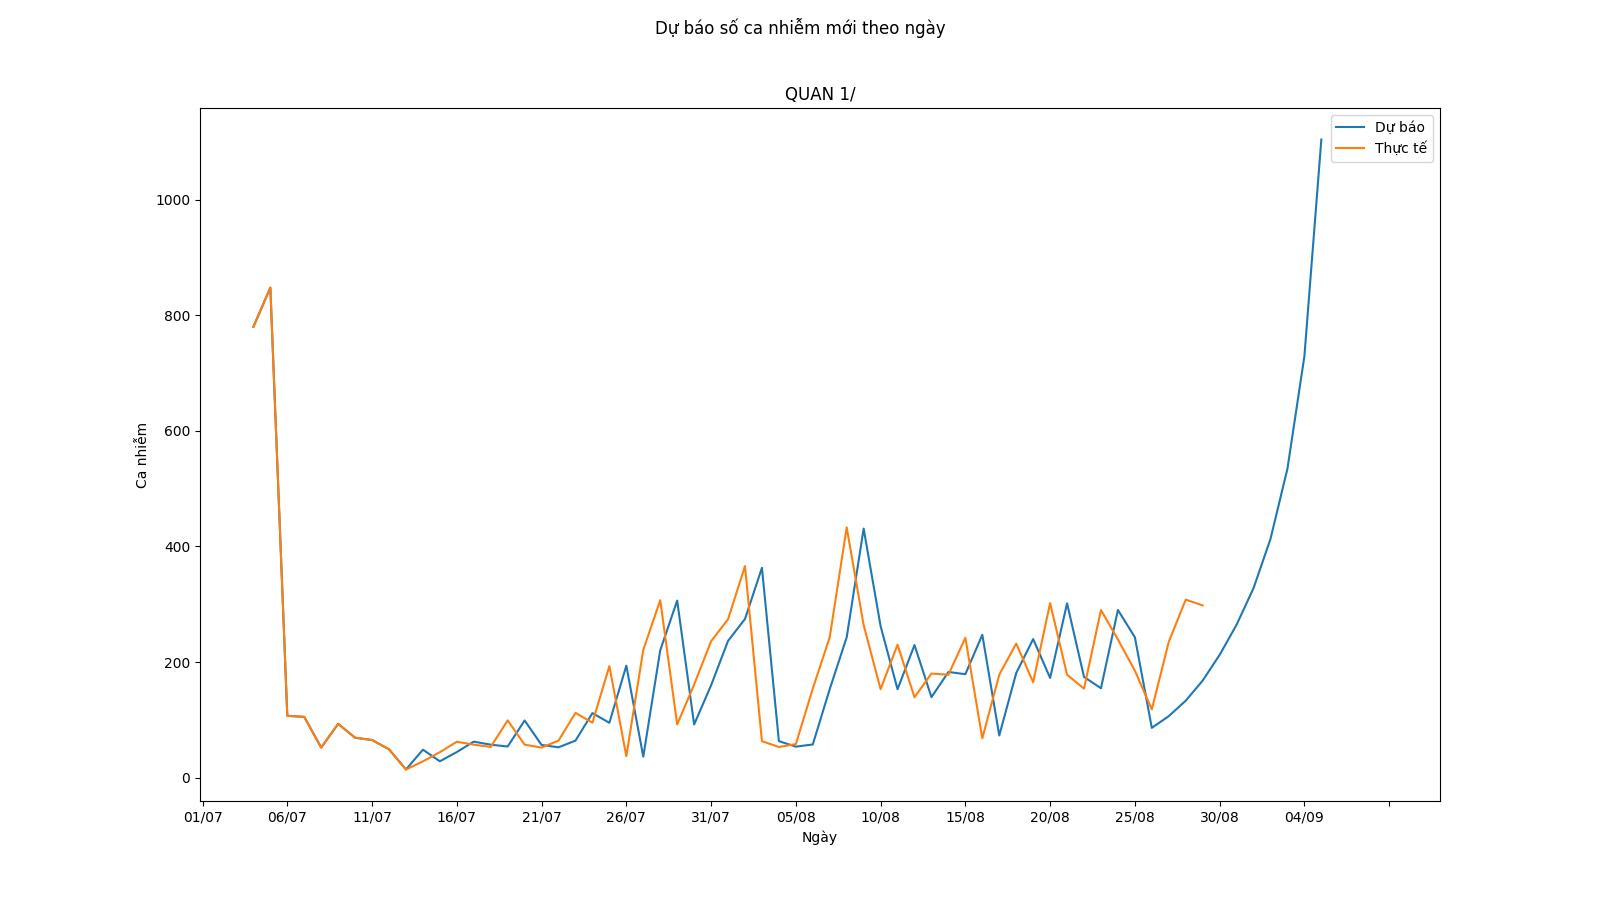 Dự báo số ca nhiễm mới theo ngày
QUAN 1/
Dự báo
Thực tế
1000
800
600
400
200
0
Ca nhiễm
01/07 06/07 11/07 16/07 21/07 26/07 31/07 05/08 10/08 15/08 20/08 25/08 30/08 04/09
Ngày